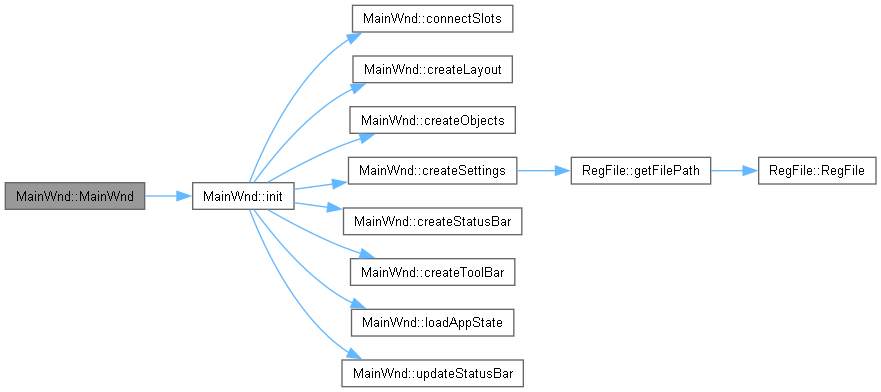 MainWnd::MainWnd
MainWnd::init
MainWnd::connectSlots
MainWnd::createLayout
MainWnd::createObjects
MainWnd::createSettings
RegFile::getFilePath
RegFile::RegFile
MainWnd::createStatusBar
MainWnd::createToolBar
MainWnd::loadAppState
MainWnd::updateStatusBar